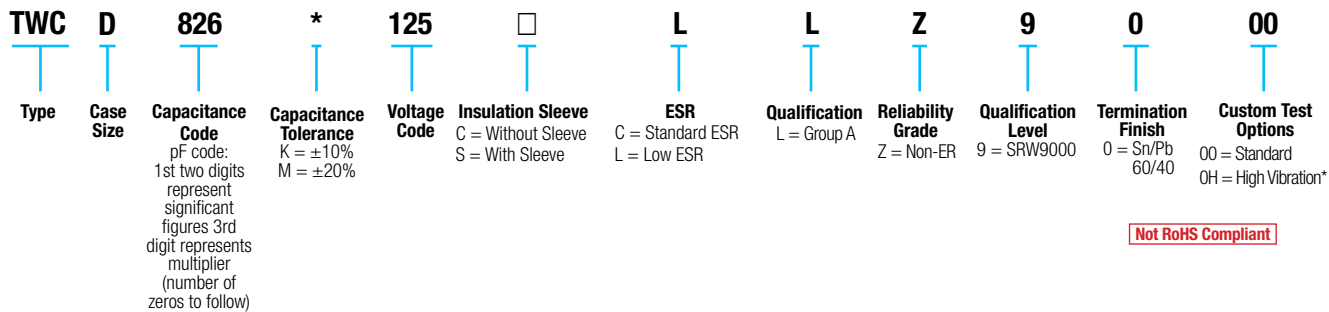 TWC D 826 * 125 □ L L Z 9 0 00
Type
Case
Size
Capacitance
Code
pF code:
1st two digits
represent
significant
figures 3rd
digit represents
multiplier
(number of
zeros to follow)
Capacitance
Tolerance
K = ±10%
M = ±20%
Voltage
Code
Insulation Sleeve
C = Without Sleeve
S = With Sleeve
ESR
C = Standard ESR
L = Low ESR
Qualification
L = Group A
Reliability
Grade
Z = Non-ER
Qualification
Level
9 = SRW9000
Termination
Finish
0 = Sn/Pb
60/40
Custom Test
Options
00 = Standard
0H = High Vibration*
Not RoHS Compliant